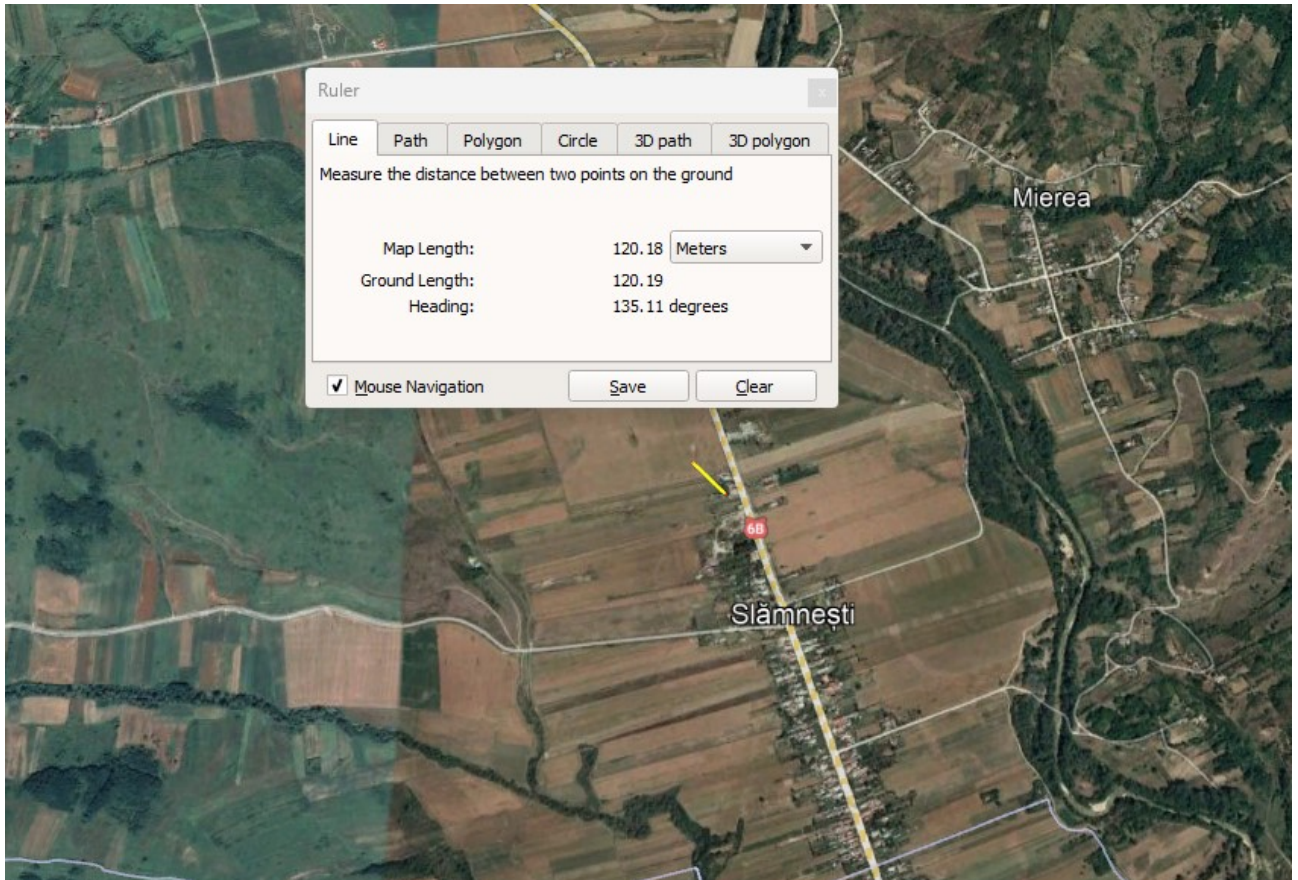 Ruler
x
Line Path Polygon Circle 3D path 3D polygon
Measure the distance between two points on the ground
Map Length: 120.18 Meters
Ground Length: 120.19
Heading: 135.11 degrees
Mouse Navigation Save Clear
Mierea
6B
Slămnești